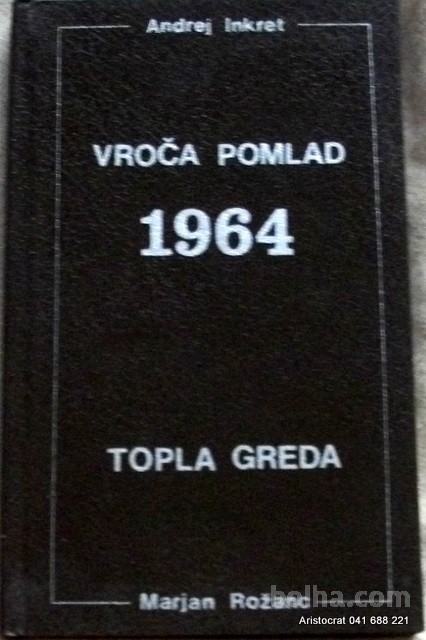 Andrej Inkret
VROČA POMLAD
1964
TOPLA GREDA
Marjan Rožanc
bolha.com
Aristocrat 041 688 221